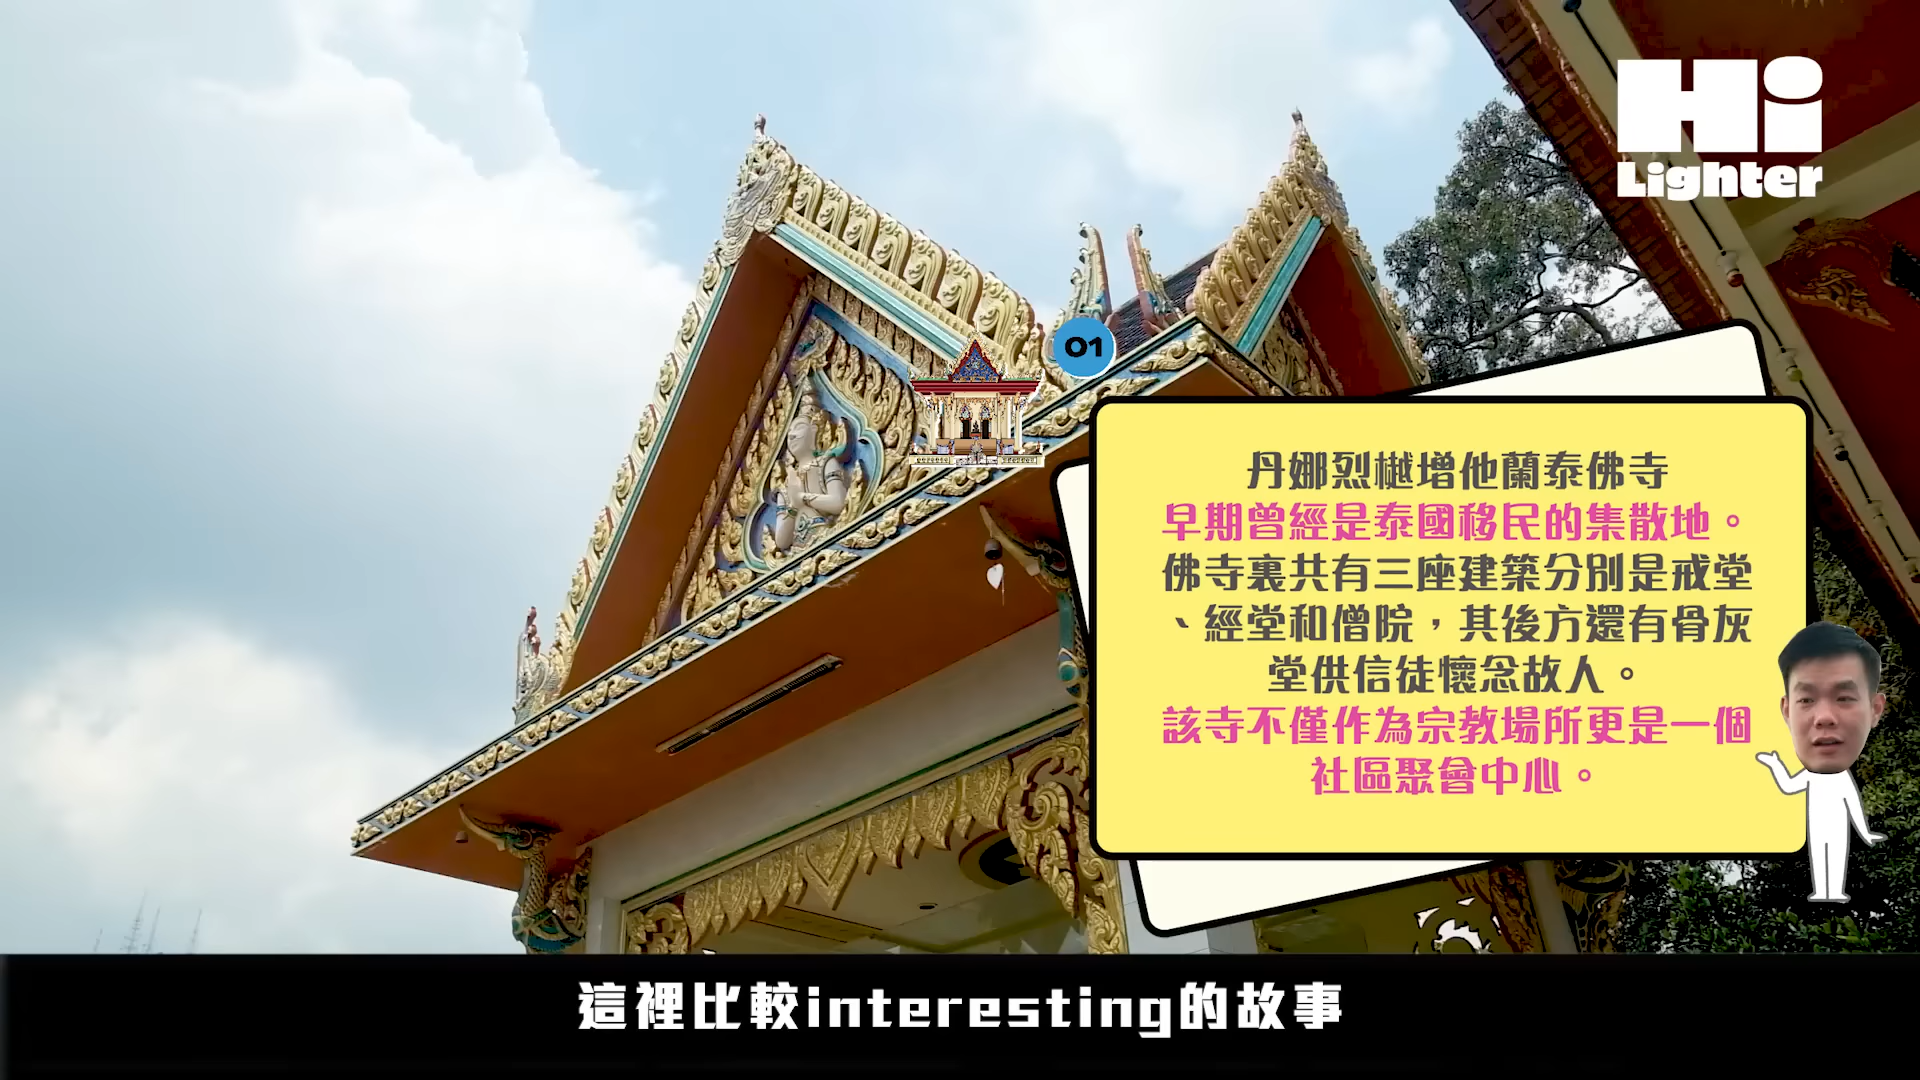 Hi
Lighter
01
丹娜烈樾增他蘭泰佛寺
早期曾經是泰國移民的集散地。
佛寺裏共有三座建築分別是戒堂
、經堂和僧院，其後方還有骨灰
堂供信徒懷念故人。
該寺不僅作為宗教場所更是一個
社區聚會中心。
這裡比較interesting的故事